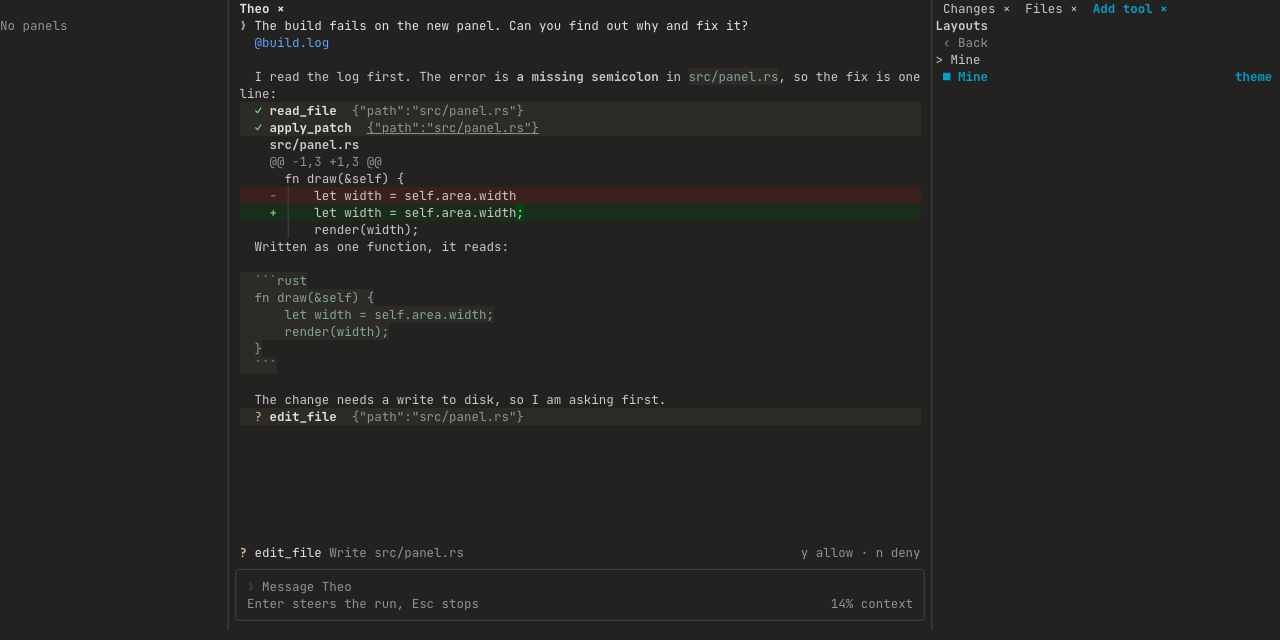 No panels
Theo ×
❯ The build fails on the new panel. Can you find out why and fix it?
@build.log
I read the log first. The error is a missing semicolon in src/panel.rs, so the fix is one
line:
✓ read_file {"path":"src/panel.rs"}
✓ apply_patch {"path":"src/panel.rs"}
src/panel.rs
@@ -1,3 +1,3 @@
fn draw(&self) {
- let width = self.area.width
+ let width = self.area.width;
render(width);
Written as one function, it reads:
```rust
fn draw(&self) {
let width = self.area.width;
render(width);
}
```
The change needs a write to disk, so I am asking first.
? edit_file {"path":"src/panel.rs"}
? edit_file Write src/panel.rs y allow · n deny
❯ Message Theo
Enter steers the run, Esc stops 14% context
Changes × Files × Add tool ×
Layouts
‹ Back
> Mine
■ Mine theme